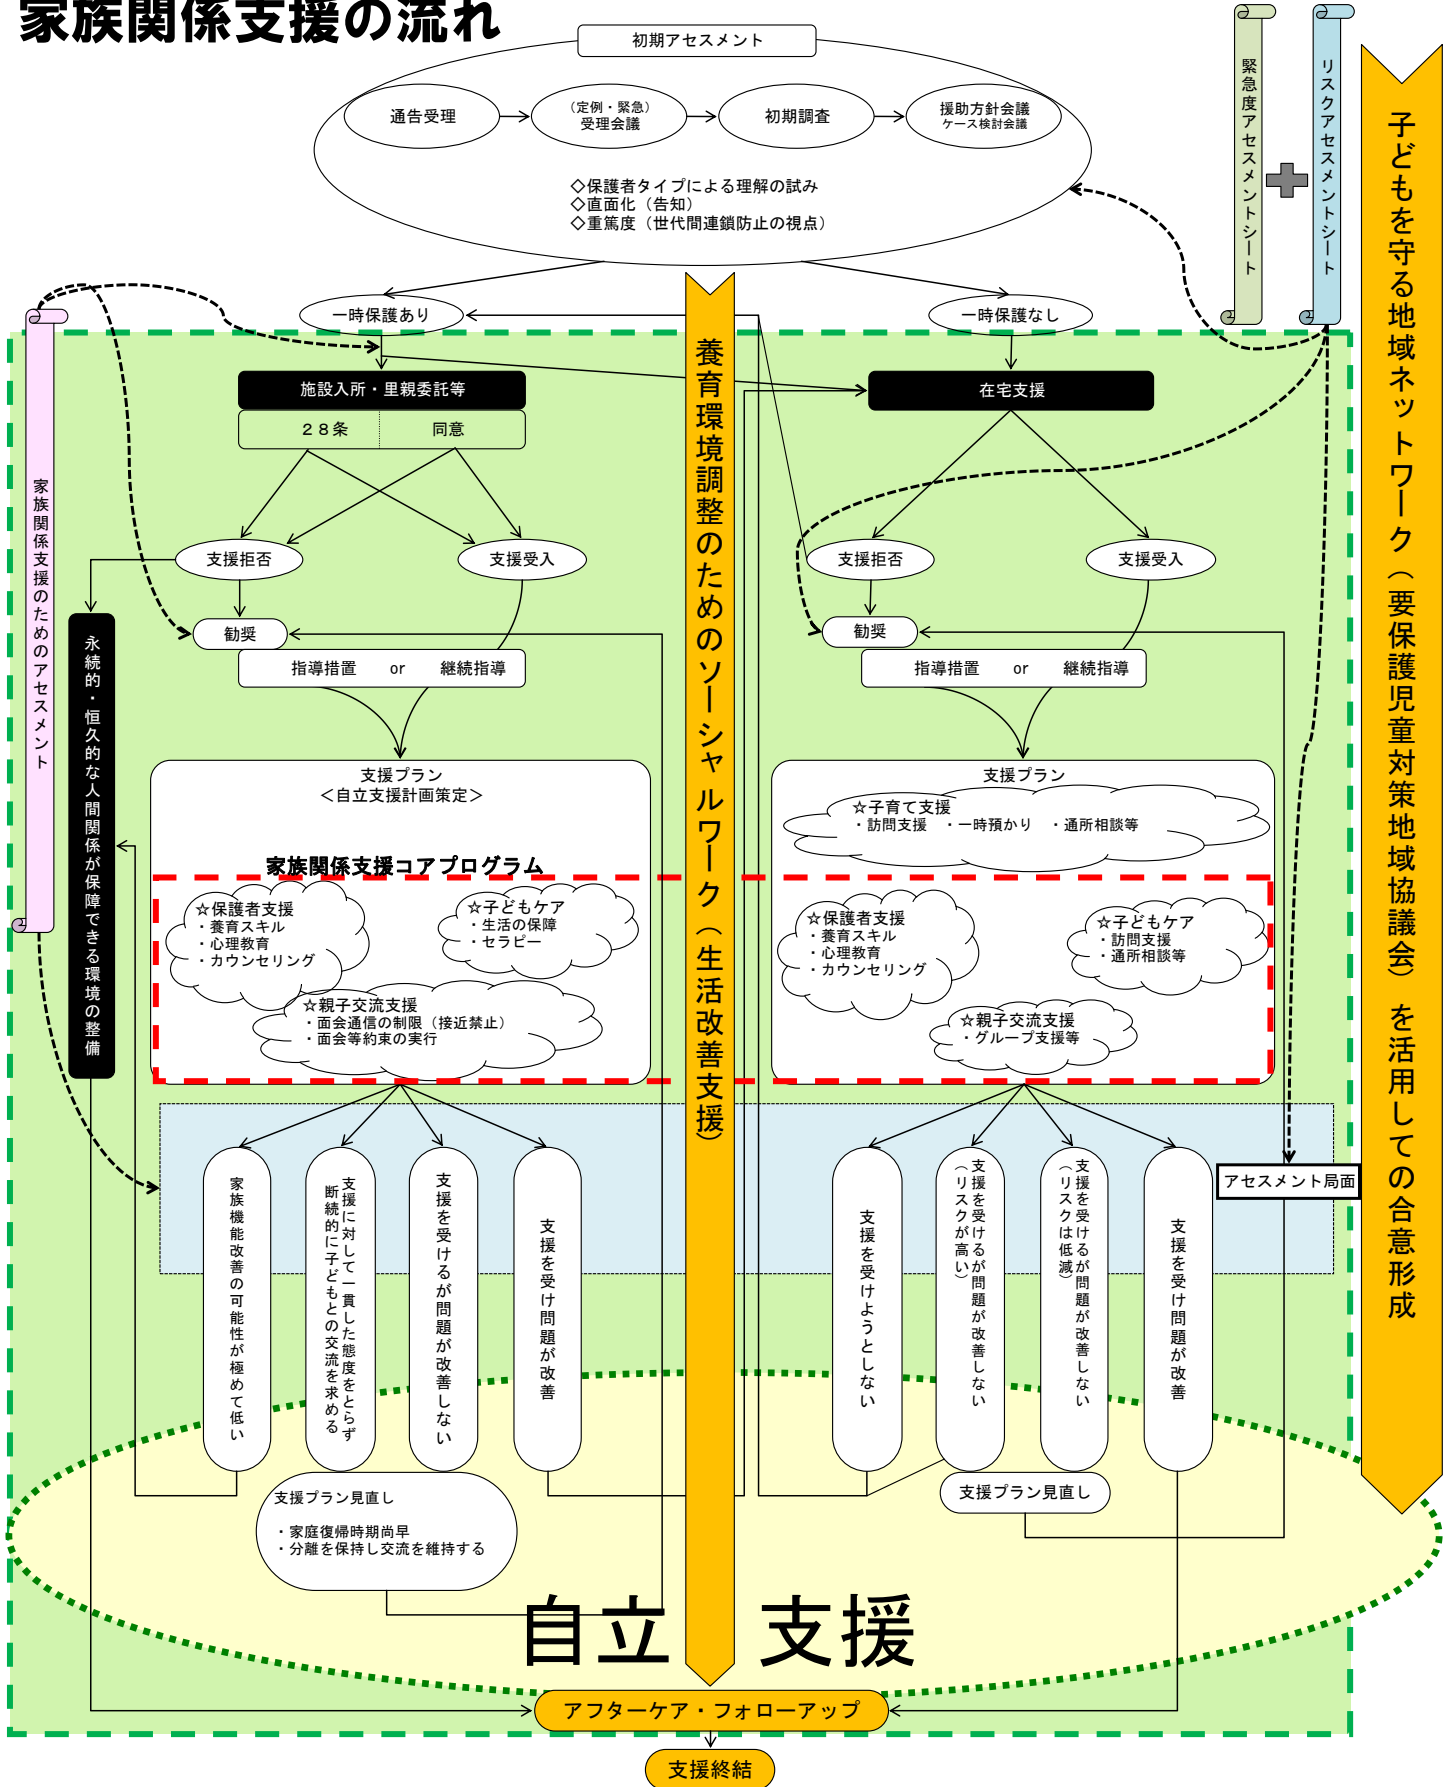 家族関係支援の流れ
初期アセスメント
通告受理
(定例・緊急)
受理会議
初期調査
援助方針会議
ケース検討会議
◇保護者タイプによる理解の試み
◇直面化（告知）
◇重篤度（世代間連鎖防止の視点）
緊急度アセスメントシート
リスクアセスメントシート
子どもを守る地域ネットワーク（要保護児童対策地域協議会）を活用しての合意形成
一時保護あり
一時保護なし
養育環境調整のためのソーシャルワーク（生活改善支援）
家族関係支援のためのアセスメント
施設入所・里親委託等
２８条
同意
在宅支援
支援拒否
支援受入
支援拒否
支援受入
勧奨
勧奨
指導措置 or 継続指導
指導措置 or 継続指導
永続的・恒久的な人間関係が保障できる環境の整備
支援プラン
＜自立支援計画策定＞
家族関係支援コアプログラム
☆保護者支援
・養育スキル
・心理教育
・カウンセリング
☆子どもケア
・生活の保障
・セラピー
☆親子交流支援
・面会通信の制限（接近禁止）
・面会等約束の実行
支援プラン
☆子育て支援
・訪問支援 ・一時預かり ・通所相談等
☆保護者支援
・養育スキル
・心理教育
・カウンセリング
☆子どもケア
・訪問支援
・通所相談等
☆親子交流支援
・グループ支援等
アセスメント局面
家族機能改善の可能性が極めて低い
支援に対して一貫した態度をとらず
断続的に子どもとの交流を求める
支援を受けるが問題が改善しない
支援を受け問題が改善
支援を受けようとしない
支援を受けるが問題が改善しない
（リスクが高い）
支援を受けるが問題が改善しない
（リスクは低減）
支援を受け問題が改善
支援プラン見直し
・家庭復帰時期尚早
・分離を保持し交流を維持する
支援プラン見直し
自立 支援
アフターケア・フォローアップ
支援終結